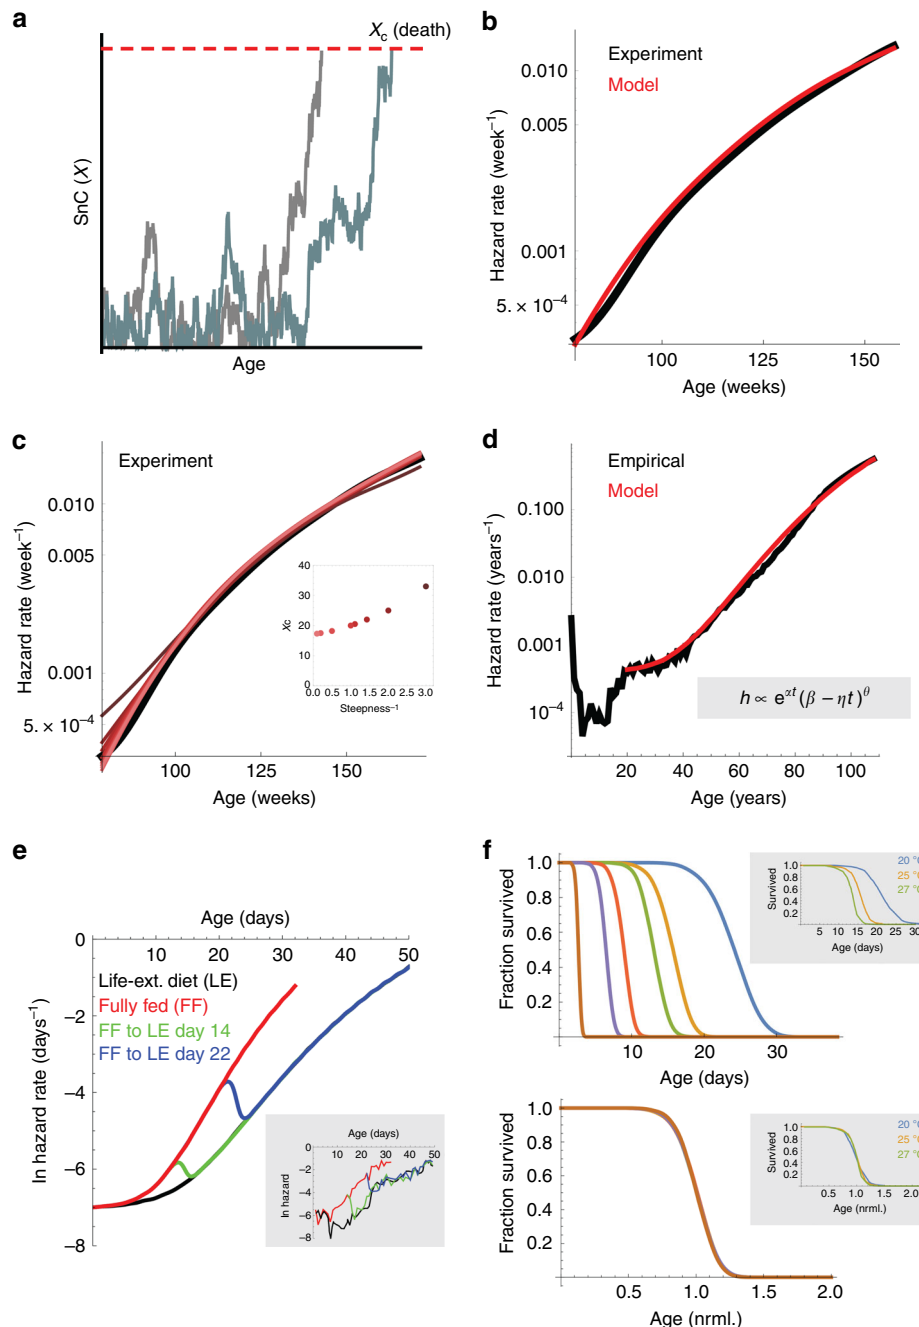 a
X_c (death)
SnC (X)
Age
b
Experiment
Model
0.010
0.005
0.001
5. × 10⁻⁴
Hazard rate (week⁻¹)
100 125 150
Age (weeks)
c
Experiment
0.010
0.005
0.001
5. × 10⁻⁴
Hazard rate (week⁻¹)
100 125 150
Age (weeks)
40
30
20
10
0
Xc
0.0 0.5 1.0 1.5 2.0 2.5 3.0
Steepness⁻¹
d
Empirical
Model
0.100
0.010
0.001
10⁻⁴
Hazard rate (years⁻¹)
h ∝ e^{αt}(β − ηt)^θ
20 40 60 80 100
Age (years)
e
Age (days)
0 10 20 30 40 50
0
−2
−4
−6
−8
ln hazard rate (days⁻¹)
Life-ext. diet (LE)
Fully fed (FF)
FF to LE day 14
FF to LE day 22
Age (days)
0 10 20 30 40 50
0
−2
−4
−6
−8
ln hazard
f
1.0
0.8
0.6
0.4
0.2
Fraction survived
10 20 30
Age (days)
1.0
0.8
0.6
0.4
0.2
Survived
20 °C
25 °C
27 °C
5 10 15 20 25 30
Age (days)
1.0
0.8
0.6
0.4
0.2
Fraction survived
0.5 1.0 1.5 2.0
Age (nrml.)
1.0
0.8
0.6
0.4
0.2
Survived
20 °C
25 °C
27 °C
0.5 1.0 1.5 2.0
Age (nrml.)